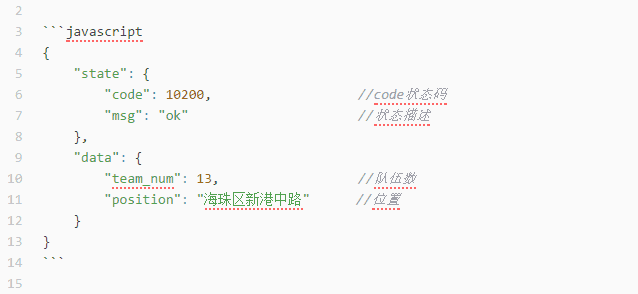 2
3 ```javascript
4 {
5     "state": {
6         "code": 10200,                   //code状态码
7         "msg": "ok"                      //状态描述
8     },
9     "data": {
10         "team_num": 13,                  //队伍数
11         "position": "海珠区新港中路"      //位置
12     }
13 }
14 ```
15